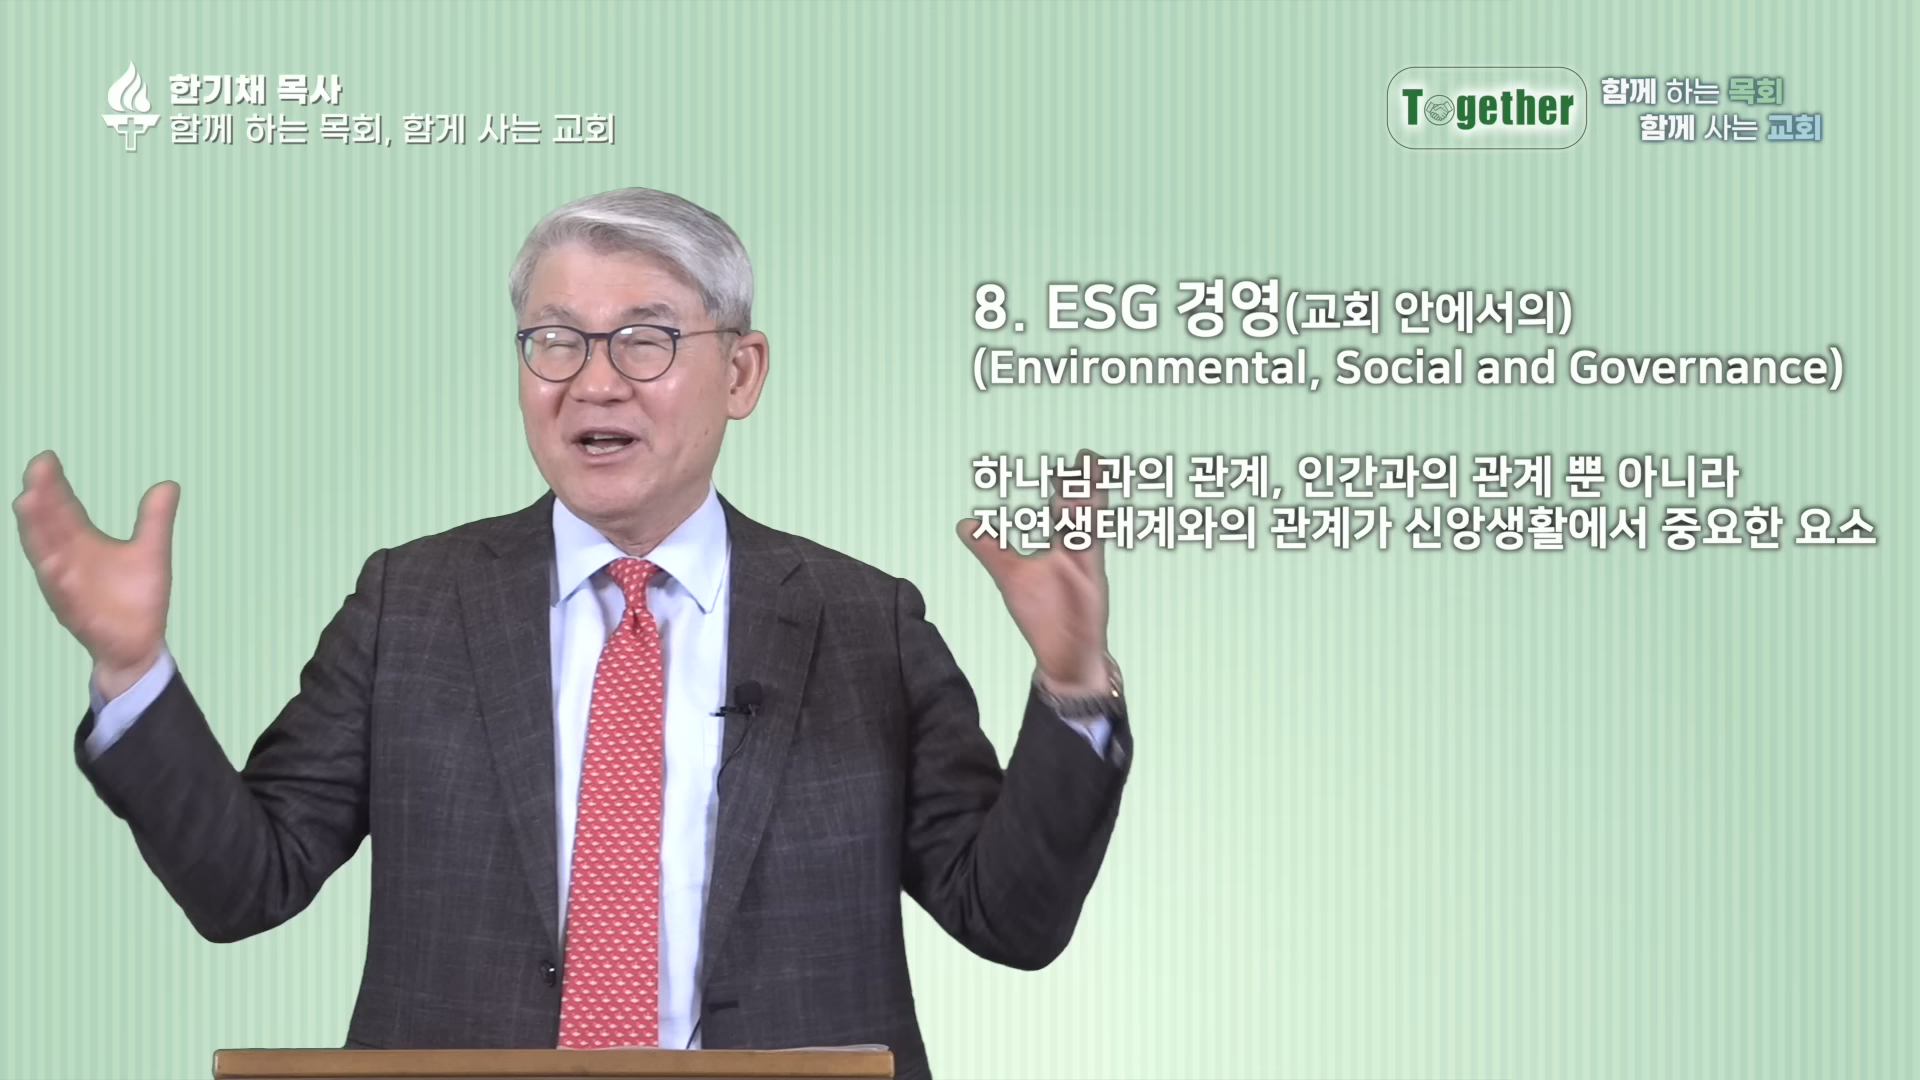 한기채 목사
함께 하는 목회, 함게 사는 교회
Together
함께 하는 목회
함께 사는 교회
8. ESG 경영(교회 안에서의)
(Environmental, Social and Governance)
하나님과의 관계, 인간과의 관계 뿐 아니라
자연생태계와의 관계가 신앙생활에서 중요한 요소